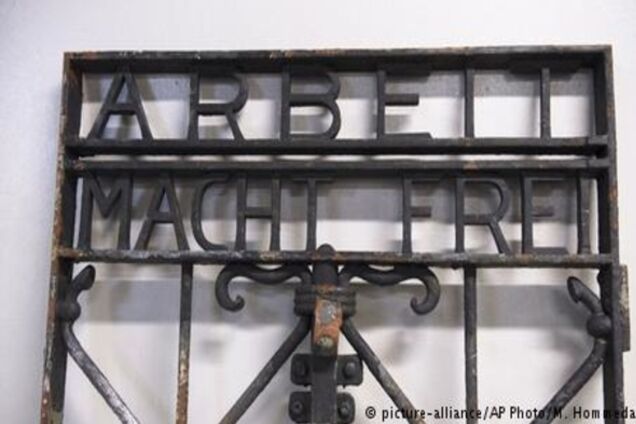 ARBEIT
MACHT FREI
© picture-alliance/AP Photo/M. Hommeda